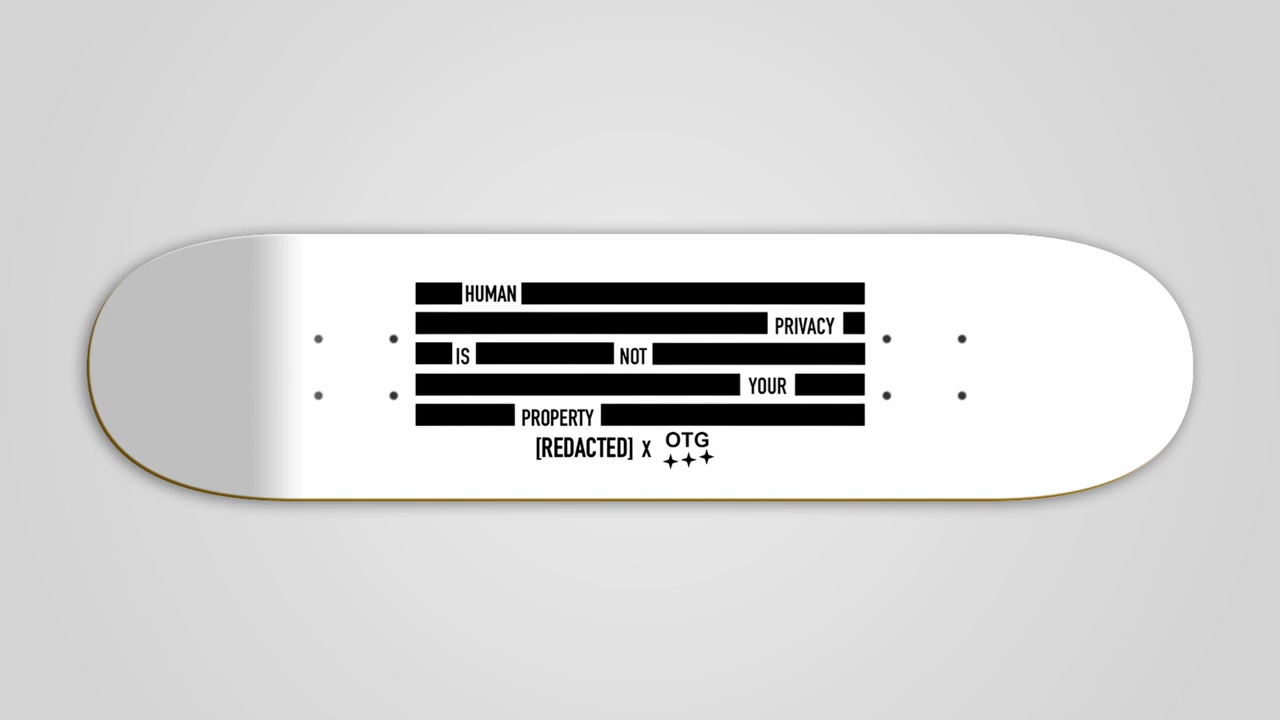 HUMAN
PRIVACY
IS NOT
YOUR
PROPERTY
[REDACTED] X OTG